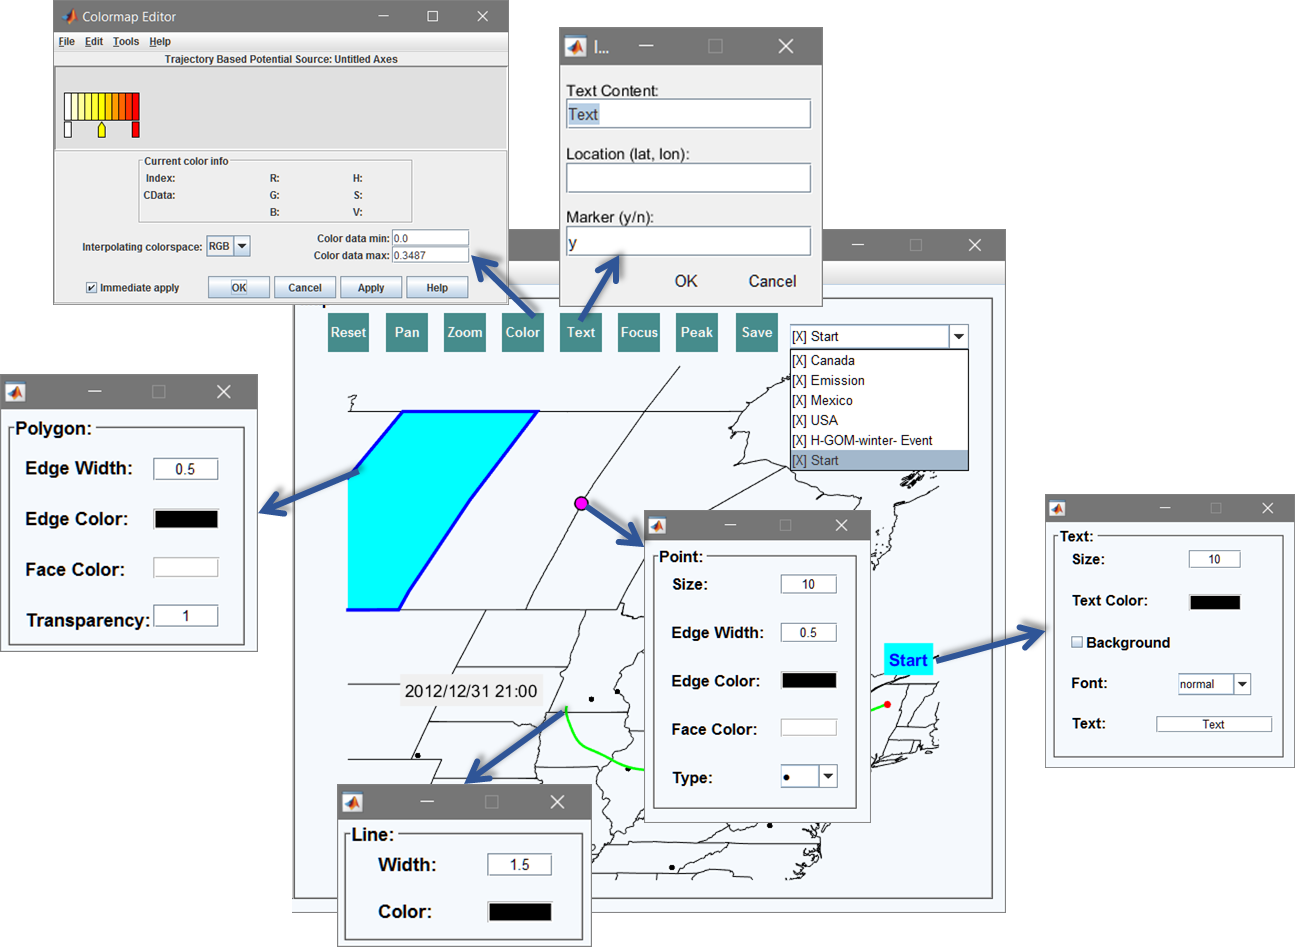 Colormap Editor
File Edit Tools Help
Trajectory Based Potential Source: Untitled Axes
Current color info
Index: R: H:
CData: G: S:
B: V:
Interpolating colorspace: RGB
Color data min: 0.0
Color data max: 0.3487
Immediate apply OK Cancel Apply Help
I...
Text Content:
Text
Location (lat, lon):
Marker (y/n):
y
OK Cancel
Reset Pan Zoom Color Text Focus Peak Save
[X] Start
[X] Canada
[X] Emission
[X] Mexico
[X] USA
[X] H-GOM-winter- Event
[X] Start
Polygon:
Edge Width: 0.5
Edge Color:
Face Color:
Transparency: 1
Point:
Size: 10
Edge Width: 0.5
Edge Color:
Face Color:
Type:
Start
2012/12/31 21:00
Text:
Size: 10
Text Color:
Background
Font: normal
Text: Text
Line:
Width: 1.5
Color: